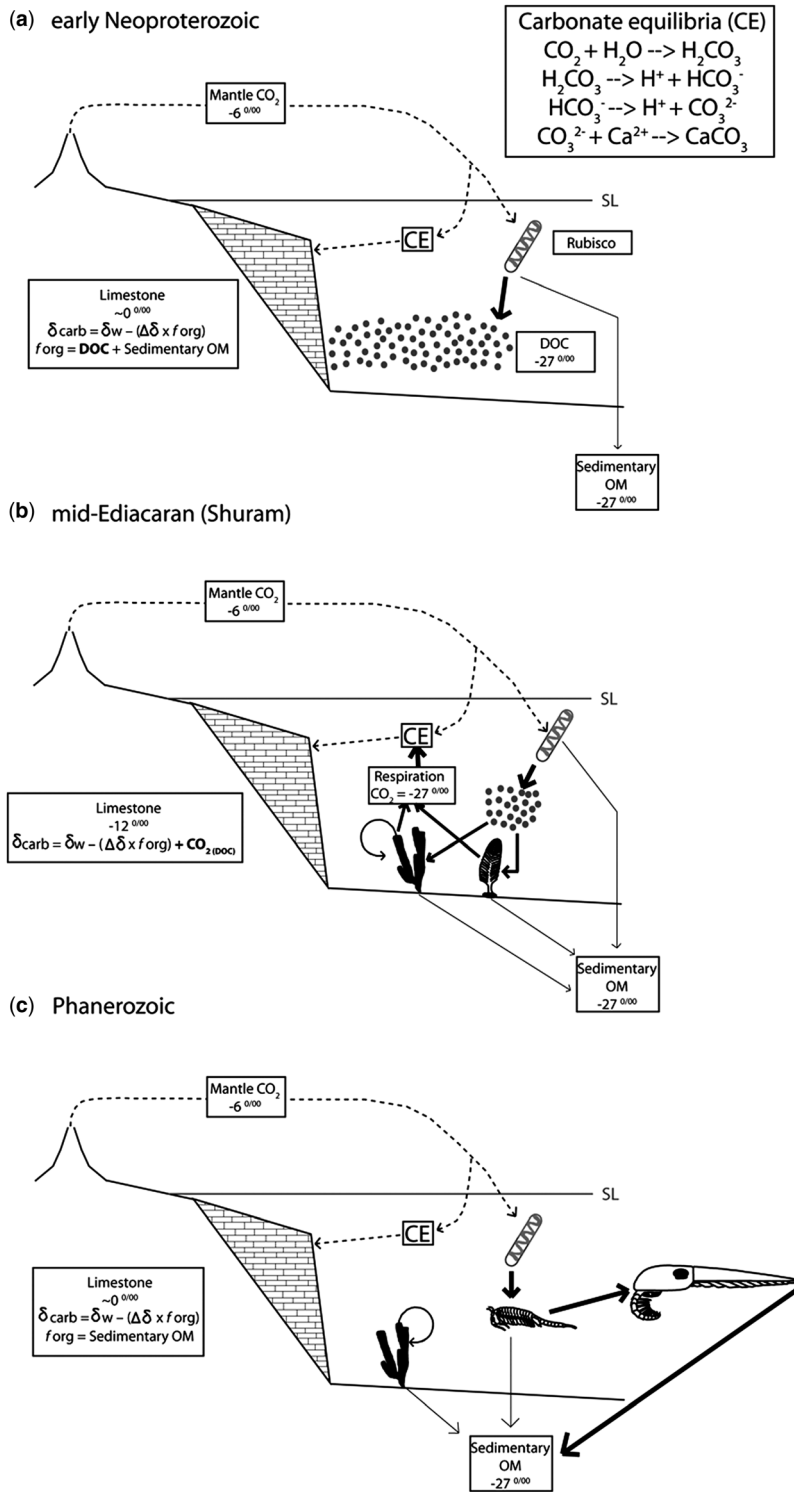 (a) early Neoproterozoic
Carbonate equilibria (CE)
CO₂ + H₂O --> H₂CO₃
H₂CO₃ --> H⁺ + HCO₃⁻
HCO₃⁻ --> H⁺ + CO₃²⁻
CO₃²⁻ + Ca²⁺ --> CaCO₃
Mantle CO₂
-6 ⁰/⁰⁰
SL
CE
Rubisco
Limestone
~0 ⁰/⁰⁰
δcarb = δw – (Δδ x forg)
forg = DOC + Sedimentary OM
DOC
-27 ⁰/⁰⁰
Sedimentary
OM
-27 ⁰/⁰⁰
(b) mid-Ediacaran (Shuram)
Mantle CO₂
-6 ⁰/⁰⁰
SL
CE
Respiration
CO₂ = -27 ⁰/⁰⁰
Limestone
-12 ⁰/⁰⁰
δcarb = δw – (Δδ x forg) + CO₂ (DOC)
Sedimentary
OM
-27 ⁰/⁰⁰
(c) Phanerozoic
Mantle CO₂
-6 ⁰/⁰⁰
SL
CE
Limestone
~0 ⁰/⁰⁰
δcarb = δw – (Δδ x forg)
forg = Sedimentary OM
Sedimentary
OM
-27 ⁰/⁰⁰